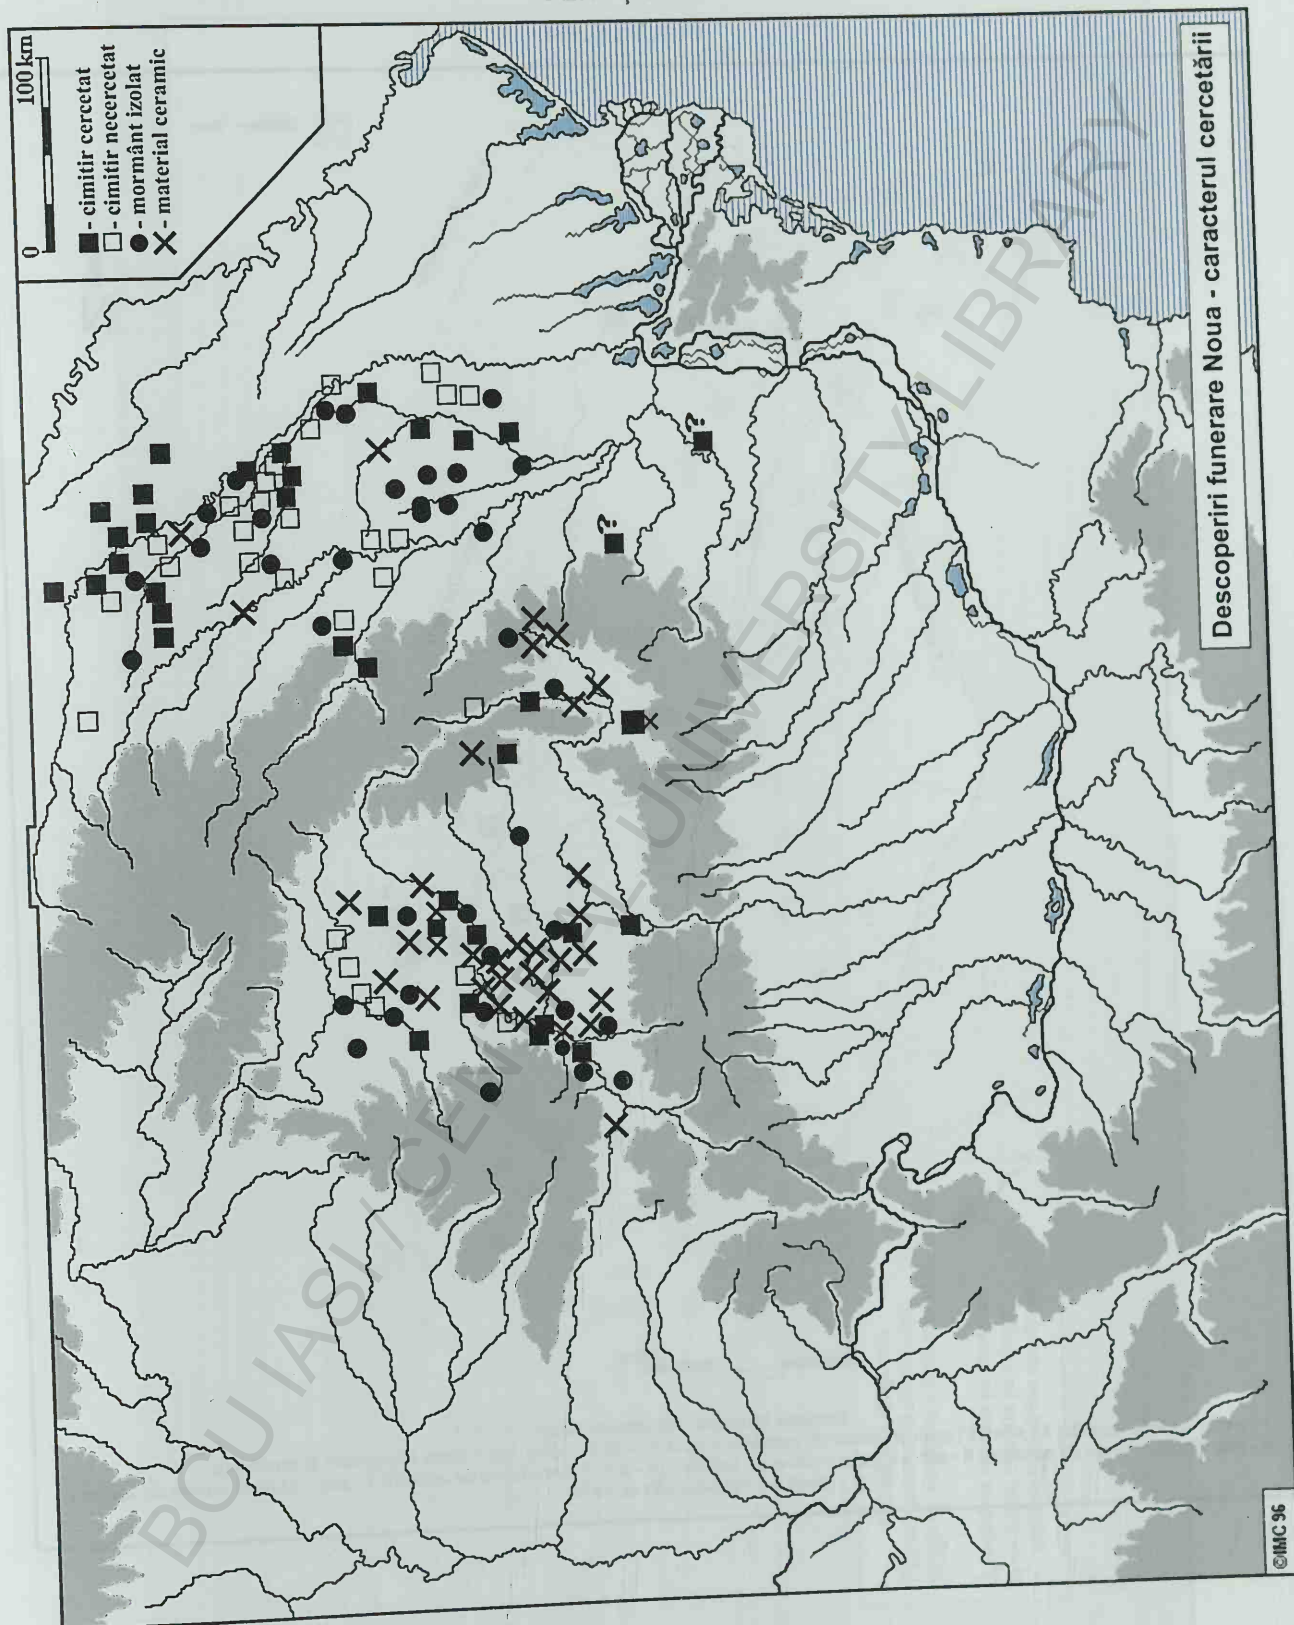 0 100 km
■ - cimitir cercetat
□ - cimitir necercetat
● - mormânt izolat
✕ - material ceramic
?
?
Descoperiri funerare Noua - caracterul cercetării
©IMC 96
BCU IASI / CENTRAL UNIVERSITY LIBRARY